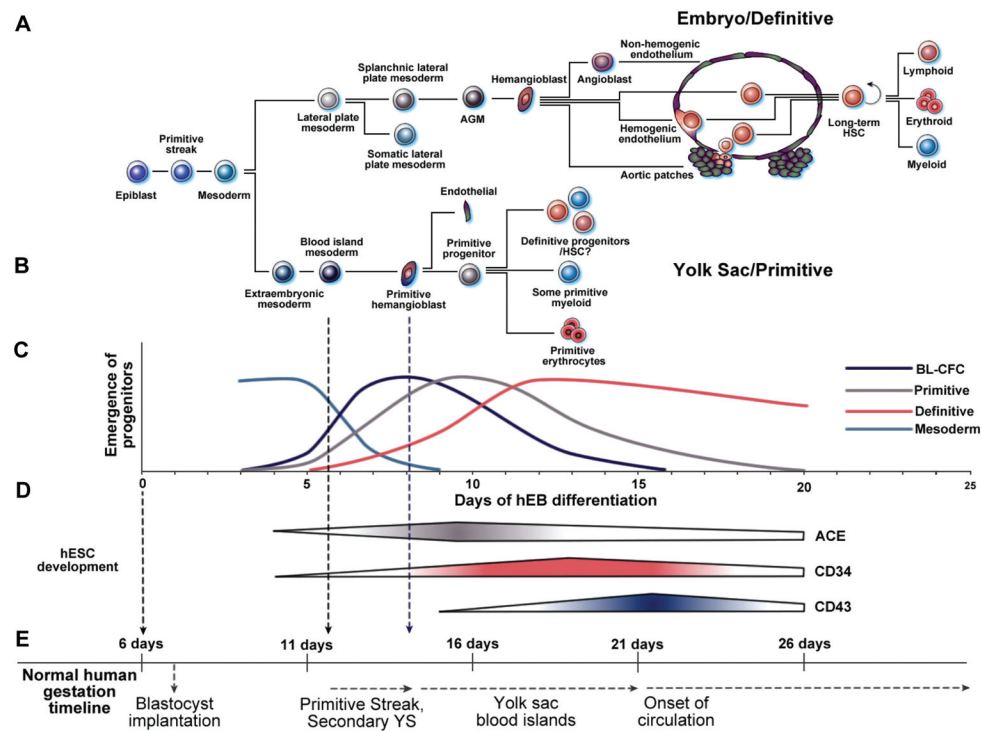 A
Embryo/Definitive
Non-hemogenic
endothelium
Splanchnic lateral
plate mesoderm
Hemangioblast
Angioblast
Lymphoid
Lateral plate
mesoderm
AGM
Hemogenic
endothelium
Long-term
HSC
Erythroid
Primitive
streak
Somatic lateral
plate mesoderm
Aortic patches
Myeloid
Epiblast
Mesoderm
Endothelial
B
Blood island
mesoderm
Primitive
progenitor
Definitive progenitors
/HSC?
Yolk Sac/Primitive
Extraembryonic
mesoderm
Primitive
hemangioblast
Some primitive
myeloid
Primitive
erythrocytes
C
Emergence of
progenitors
BL-CFC
Primitive
Definitive
Mesoderm
0
5
10
15
20
25
Days of hEB differentiation
D
hESC
development
ACE
CD34
CD43
E
6 days
11 days
16 days
21 days
26 days
Normal human
gestation
timeline
Blastocyst
implantation
Primitive Streak,
Secondary YS
Yolk sac
blood islands
Onset of
circulation